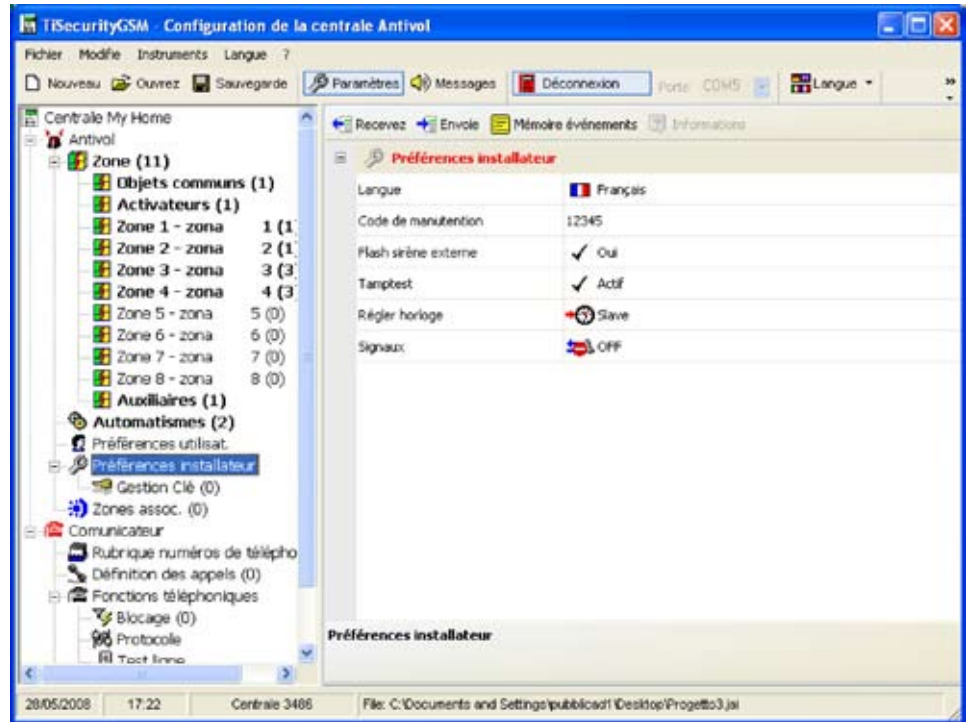 TiSecurityGSM - Configuration de la centrale Antivol
Fichier Modifie Instruments Langue ?
Nouveau Ouvrez Sauvegarde Paramètres Messages Déconnexion Porte: COM5 Langue
Centrale My Home
Antivol
Zone (11)
Objets communs (1)
Activateurs (1)
Zone 1 - zona 1 (1
Zone 2 - zona 2 (1
Zone 3 - zona 3 (3
Zone 4 - zona 4 (3
Zone 5 - zona 5 (0)
Zone 6 - zona 6 (0)
Zone 7 - zona 7 (0)
Zone 8 - zona 8 (0)
Auxiliaires (1)
Automatismes (2)
Préférences utilisat.
Préférences installateur
Gestion Clé (0)
Zones assoc. (0)
Comunicateur
Rubrique numéros de télépho
Définition des appels (0)
Fonctions téléphoniques
Blocage (0)
Protocole
Test ligne
Recevez Envoie Mémoire événements Informations
Préférences installateur
Langue Français
Code de manutention 12345
Flash sirène externe Oui
Tamptest Actif
Régler horloge Slave
Signaux OFF
Préférences installateur
28/05/2008 17:22 Centrale 3486 File: C:\Documents and Settings\pubblicad1\Desktop\Progetto3.jai